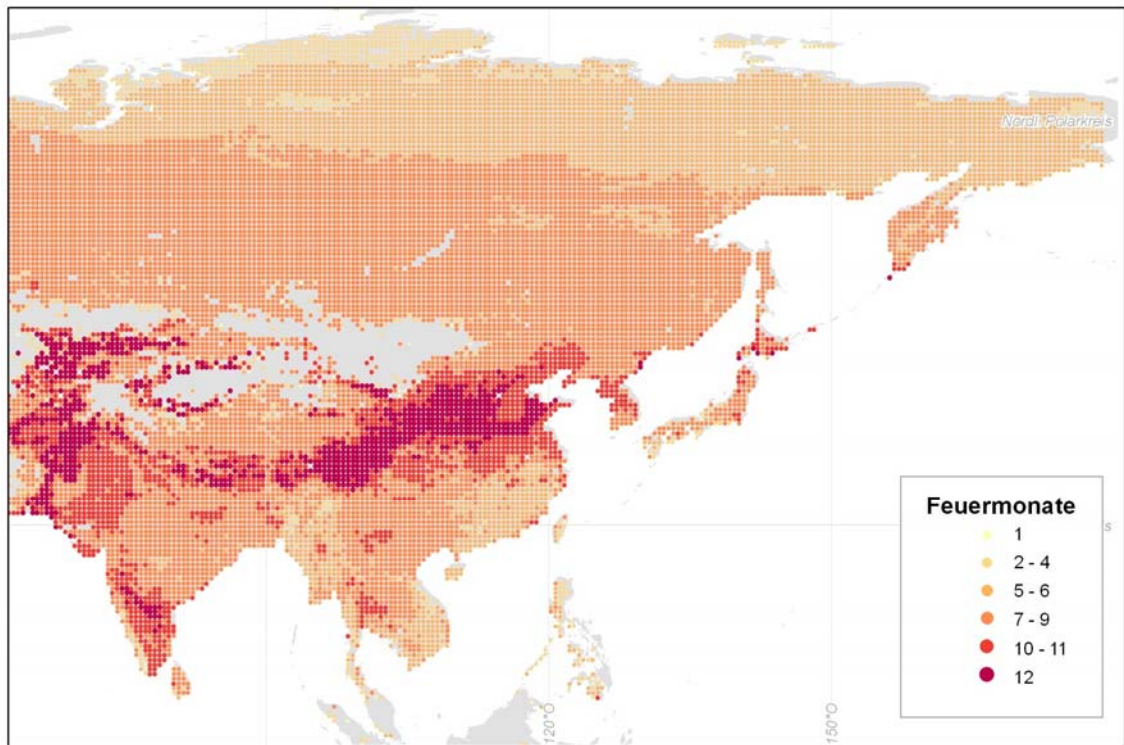 Nördl. Polarkreis
Feuermonate
1
2 - 4
5 - 6
7 - 9
10 - 11
12
s
120°O
150°O